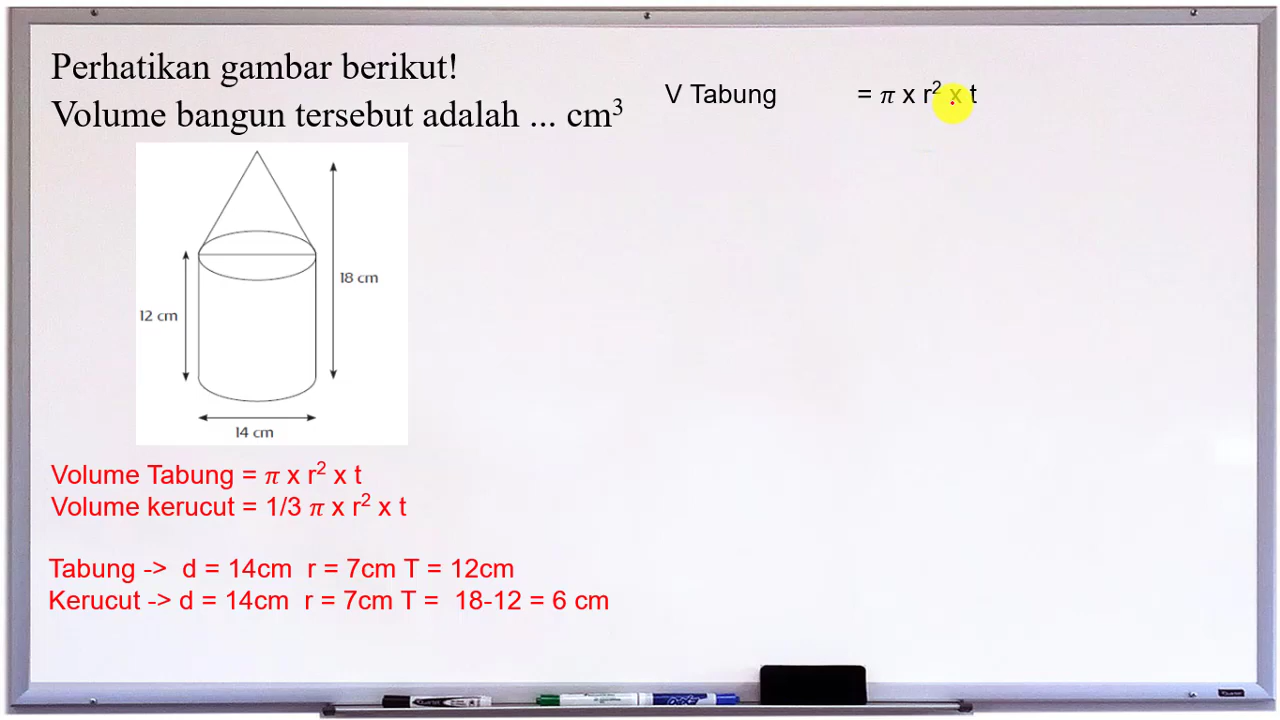 Perhatikan gambar berikut!
Volume bangun tersebut adalah ... cm³
V Tabung = π x r² x t
18 cm
12 cm
14 cm
Volume Tabung = π x r² x t
Volume kerucut = 1/3 π x r² x t
Tabung -> d = 14cm r = 7cm T = 12cm
Kerucut -> d = 14cm r = 7cm T = 18-12 = 6 cm